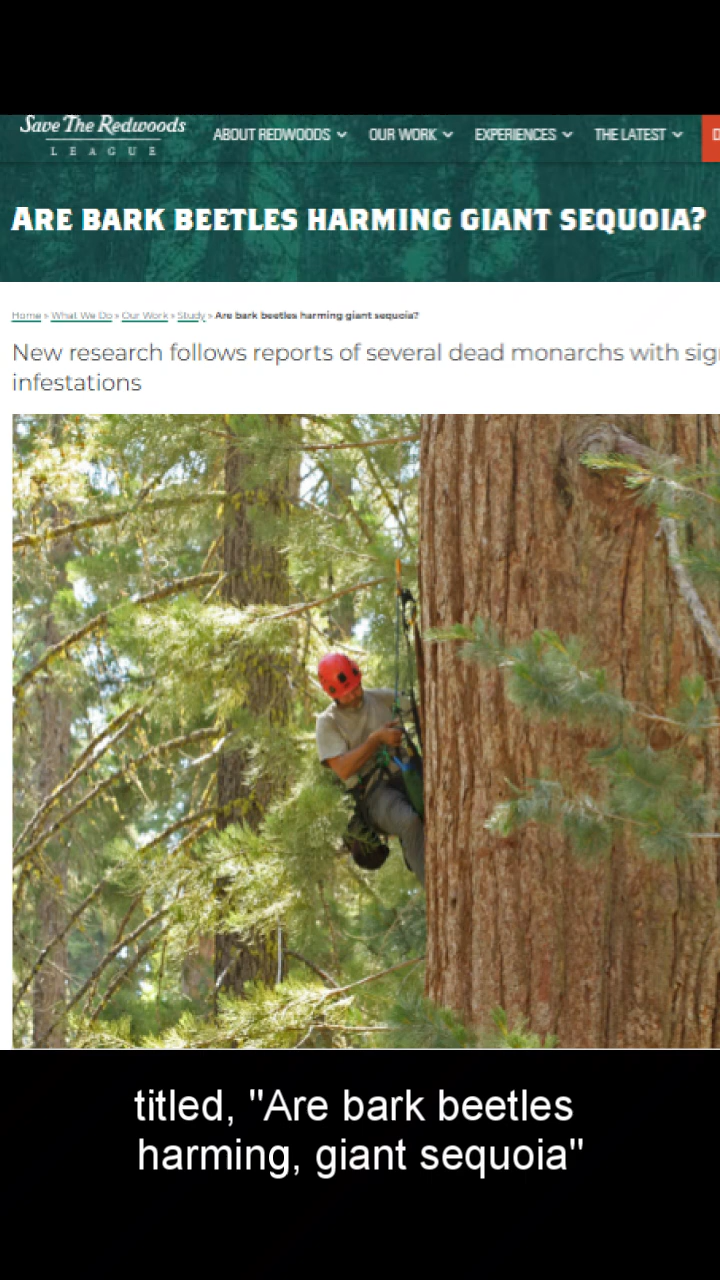 Save The Redwoods
LEAGUE
ABOUT REDWOODS OUR WORK EXPERIENCES THE LATEST D
ARE BARK BEETLES HARMING GIANT SEQUOIA?
Home » What We Do » Our Work » Study » Are bark beetles harming giant sequoia?
New research follows reports of several dead monarchs with sig
infestations
titled, "Are bark beetles
harming, giant sequoia"